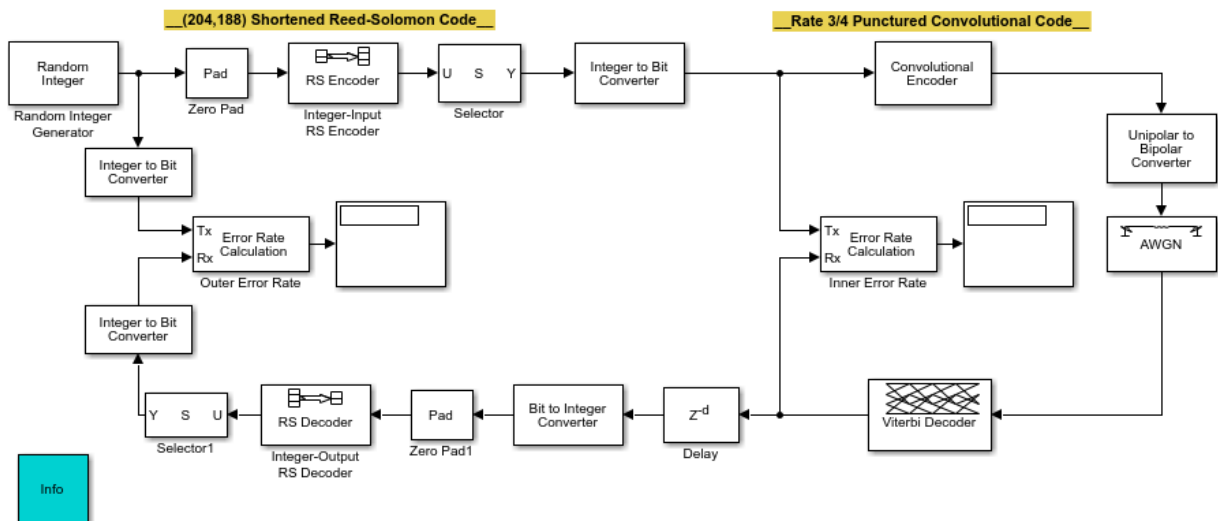 __(204,188) Shortened Reed-Solomon Code__
__Rate 3/4 Punctured Convolutional Code__
Random
Integer
Random Integer
Generator
Pad
Zero Pad
RS Encoder
Integer-Input
RS Encoder
U S Y
Selector
Integer to Bit
Converter
Convolutional
Encoder
Unipolar to
Bipolar
Converter
AWGN
Integer to Bit
Converter
Tx
Rx
Error Rate
Calculation
Outer Error Rate
Tx
Rx
Error Rate
Calculation
Inner Error Rate
Integer to Bit
Converter
Y S U
Selector1
RS Decoder
Integer-Output
RS Decoder
Pad
Zero Pad1
Bit to Integer
Converter
Z-d
Delay
Viterbi Decoder
Info